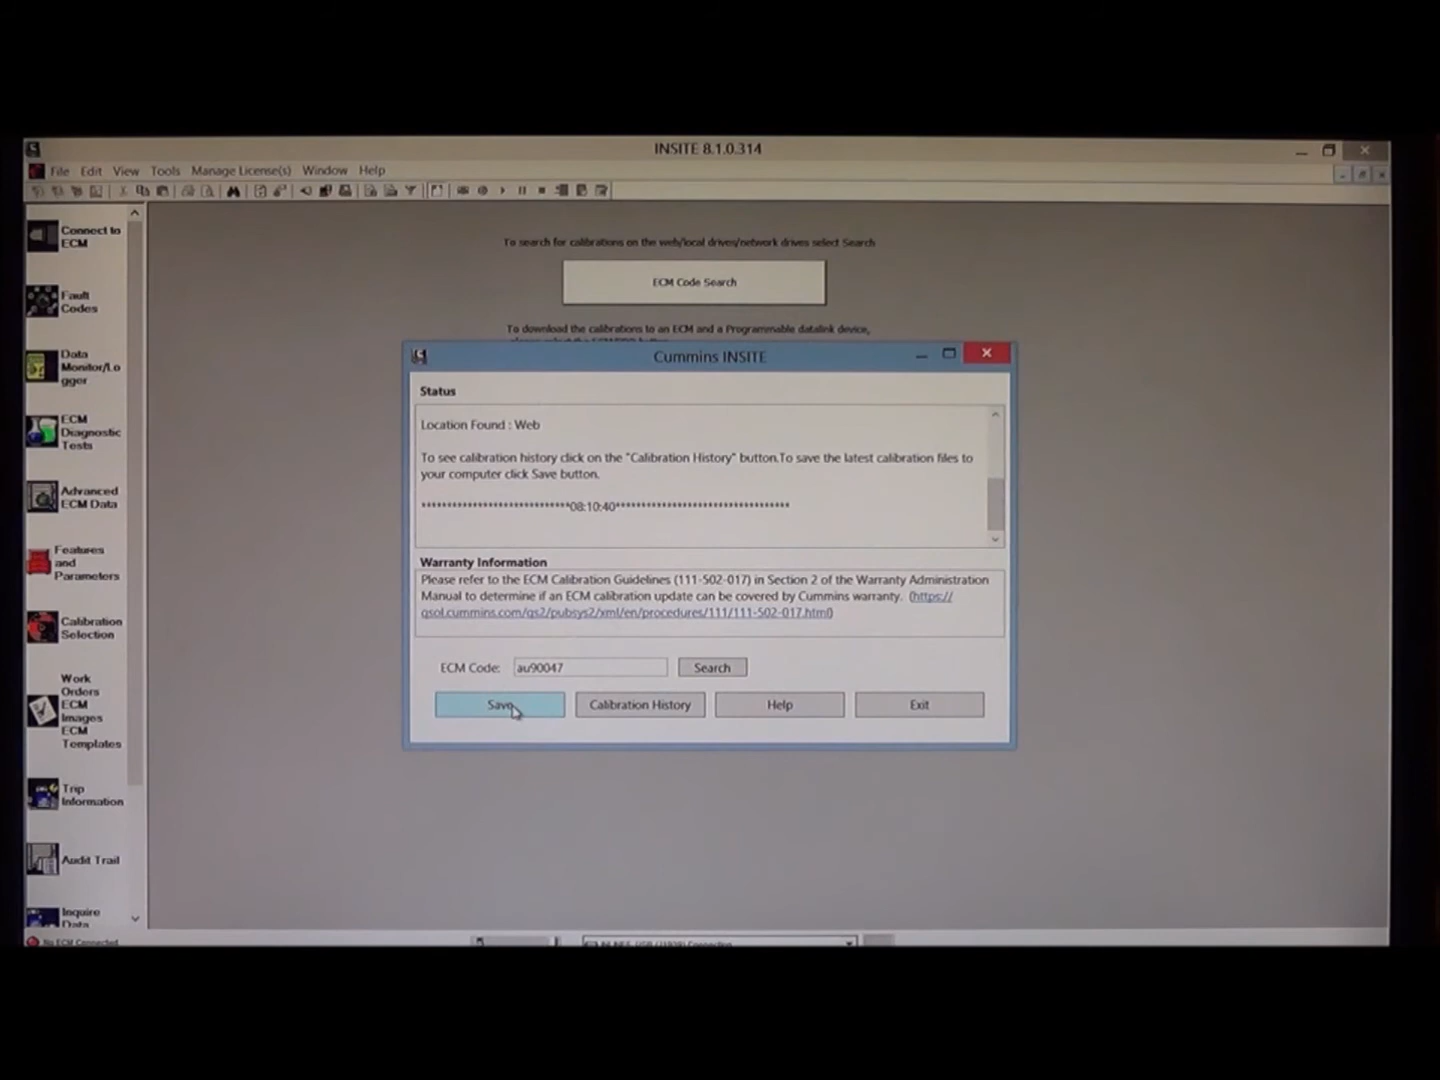 INSITE 8.1.0.314
File Edit View Tools Manage License(s) Window Help
Connect to
ECM
Fault
Codes
Data
Monitor/Lo
gger
ECM
Diagnostic
Tests
Advanced
ECM Data
Features
and
Parameters
Calibration
Selection
Work
Orders
ECM
Images
ECM
Templates
Trip
Information
Audit Trail
Inquire
Data
No ECM Connected
To search for calibrations on the web/local drives/network drives select Search
ECM Code Search
To download the calibrations to an ECM and a Programmable datalink device,
Cummins INSITE
Status
Location Found : Web
To see calibration history click on the "Calibration History" button.To save the latest calibration files to
your computer click Save button.
******************************08:10:40***********************************
Warranty Information
Please refer to the ECM Calibration Guidelines (111-502-017) in Section 2 of the Warranty Administration
Manual to determine if an ECM calibration update can be covered by Cummins warranty. (https://
qsol.cummins.com/qs2/pubsys2/xml/en/procedures/111/111-502-017.html)
ECM Code: au90047 Search
Save Calibration History Help Exit